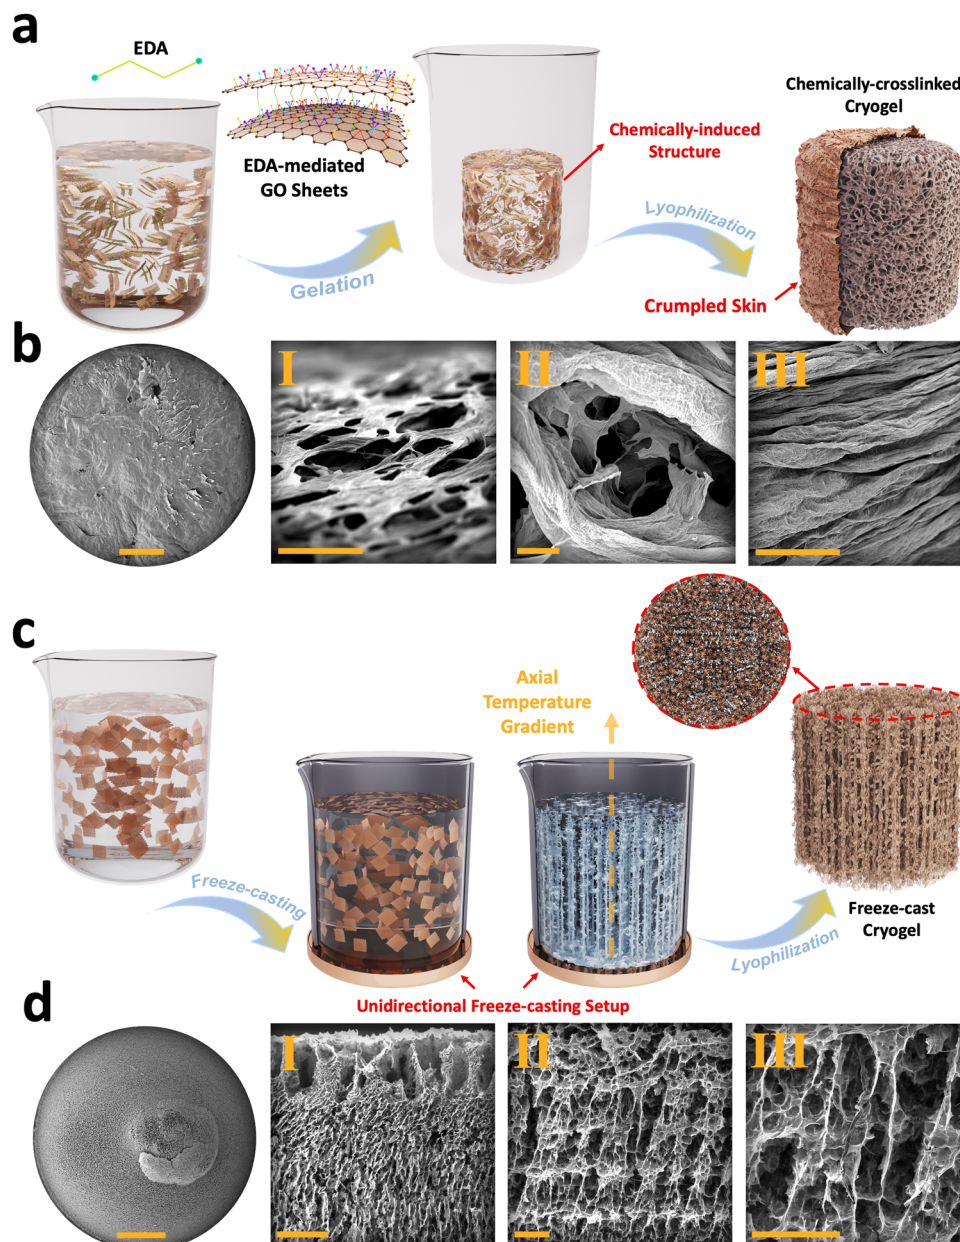 a
EDA
EDA-mediated
GO Sheets
Gelation
Chemically-induced
Structure
Lyophilization
Chemically-crosslinked
Cryogel
Crumpled Skin
b
I
II
III
c
Freeze-casting
Axial
Temperature
Gradient
Unidirectional Freeze-casting Setup
Lyophilization
Freeze-cast
Cryogel
d
I
II
III